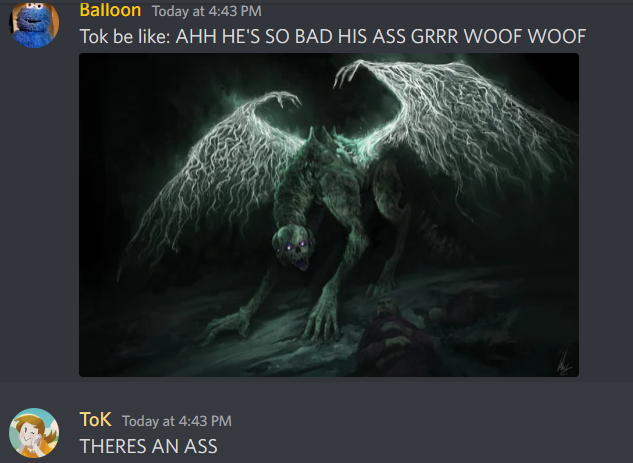 Balloon Today at 4:43 PM
Tok be like: AHH HE'S SO BAD HIS ASS GRRR WOOF WOOF
ToK Today at 4:43 PM
THERES AN ASS